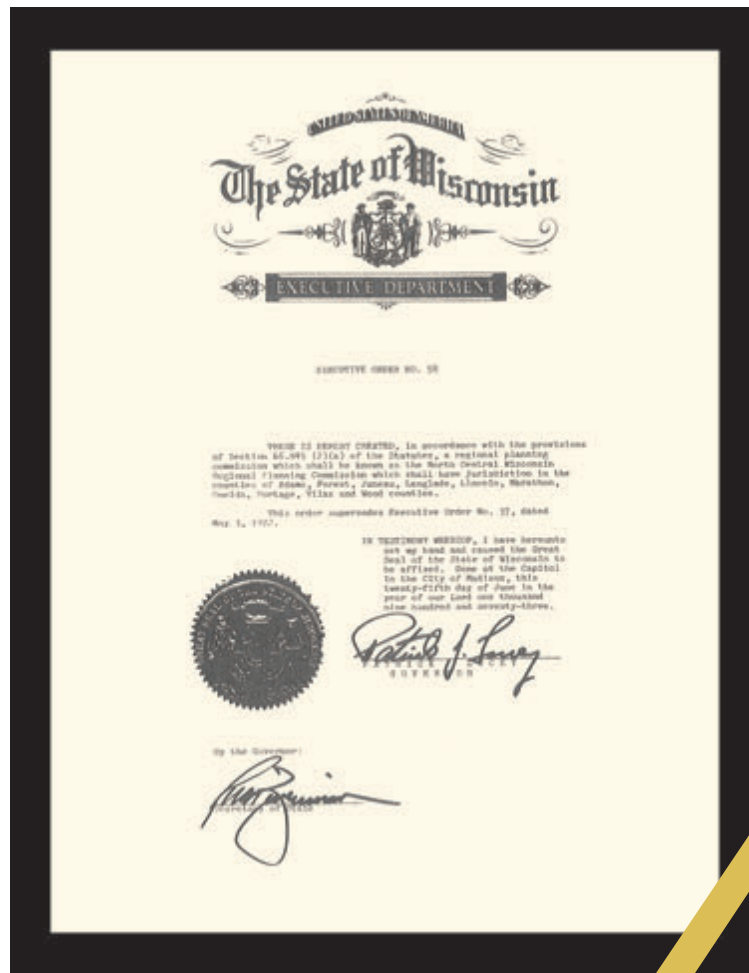 UNITED STATES OF AMERICA
The State of Wisconsin
EXECUTIVE DEPARTMENT
EXECUTIVE ORDER NO. 58
THERE IS HEREBY CREATED, in accordance with the provisions
of Section (2)(a) of the Statutes, a regional planning
commission which shall be known as the North Central Wisconsin
Regional Planning Commission which shall have jurisdiction in the
counties of Adams, Forest, Juneau, Langlade, Lincoln, Marathon,
Oneida, Portage, Vilas and Wood counties.
This order supersedes Executive Order No. dated
May 1,
IN TESTIMONY WHEREOF, I have hereunto
set my hand and caused the Great
Seal of the State of Wisconsin to
be affixed. Done at the Capitol
in the City of Madison, this
twenty-fifth day of June in the
year of our Lord one thousand
nine hundred and seventy-three.
Patrick J. Lucey
PATRICK LUCEY
GOVERNOR
By the Governor:
Secretary of State